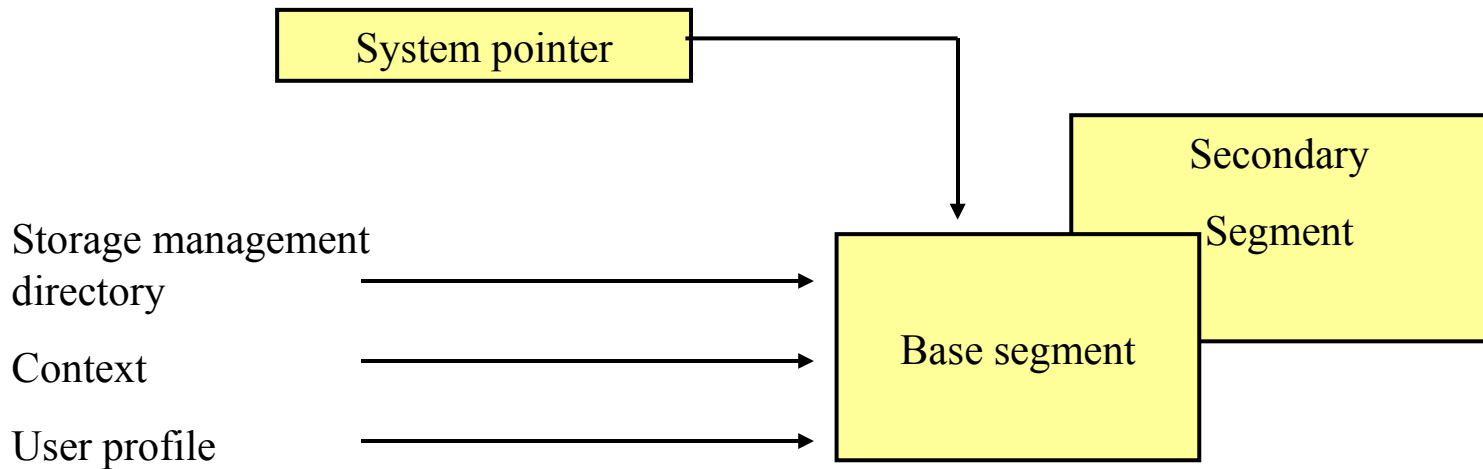 System pointer
Secondary
Segment
Storage management
directory
Base segment
Context
User profile